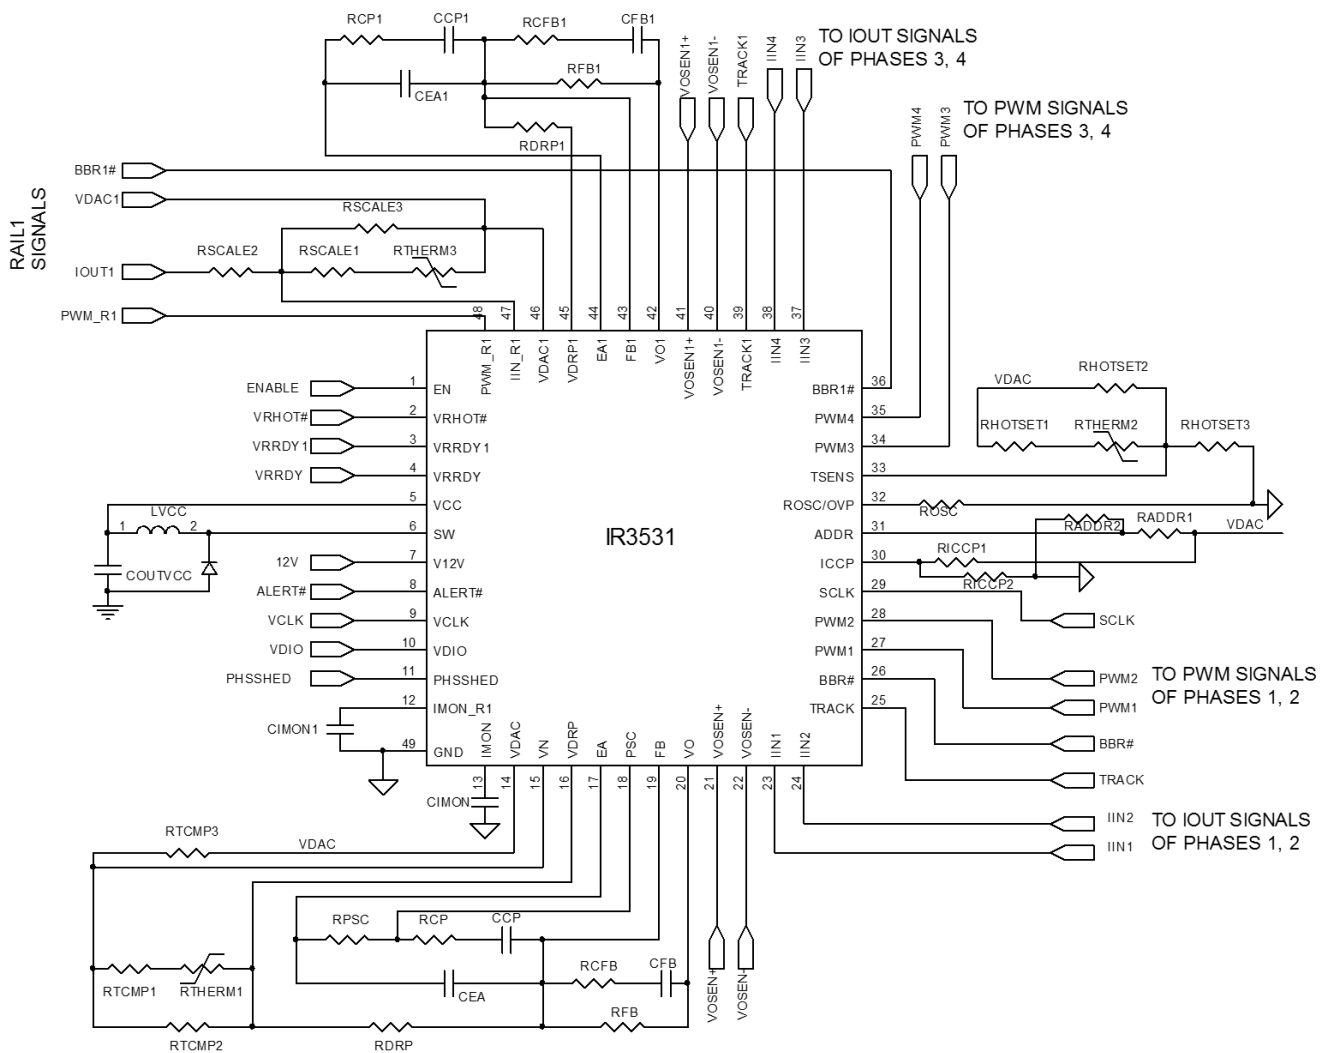 RCP1
CCP1
RCFB1
CFB1
CEA1
RFB1
RDRP1
VOSEN1+
VOSEN1-
TRACK1
IIN4
IIN3
TO IOUT SIGNALS
OF PHASES 3, 4
PWM4
PWM3
TO PWM SIGNALS
OF PHASES 3, 4
RAIL1
SIGNALS
BBR1#
VDAC1
IOUT1
PWM_R1
RSCALE3
RSCALE2
RSCALE1
RTHERM3
48
47
46
45
44
43
42
41
40
39
38
37
PWM_R1
IIN_R1
VDAC1
VDRP1
EA1
FB1
VO1
VOSEN1+
VOSEN1-
TRACK1
IIN4
IIN3
ENABLE
1
EN
VRHOT#
2
VRHOT#
VRRDY1
3
VRRDY1
VRRDY
4
VRRDY
5
VCC
LVCC
1
2
6
SW
COUTVCC
12V
7
V12V
ALERT#
8
ALERT#
VCLK
9
VCLK
VDIO
10
VDIO
PHSSHED
11
PHSSHED
12
IMON_R1
CIMON1
49
GND
IR3531
BBR1#
36
PWM4
35
PWM3
34
TSENS
33
ROSC/OVP
32
ADDR
31
ICCP
30
SCLK
29
PWM2
28
PWM1
27
BBR#
26
TRACK
25
VDAC
RHOTSET2
RHOTSET1
RTHERM2
RHOTSET3
ROSC
RADDR2
RADDR1
VDAC
RICCP1
RICCP2
SCLK
PWM2
PWM1
TO PWM SIGNALS
OF PHASES 1, 2
BBR#
TRACK
IIN2
IIN1
TO IOUT SIGNALS
OF PHASES 1, 2
IMON
VDAC
VN
VDRP
EA
PSC
FB
VO
VOSEN+
VOSEN-
IIN1
IIN2
13
14
15
16
17
18
19
20
21
22
23
24
CIMON
RTCMP3
VDAC
RPSC
RCP
CCP
RTCMP1
RTHERM1
CEA
RCFB
CFB
RTCMP2
RDRP
RFB
VOSEN+
VOSEN-